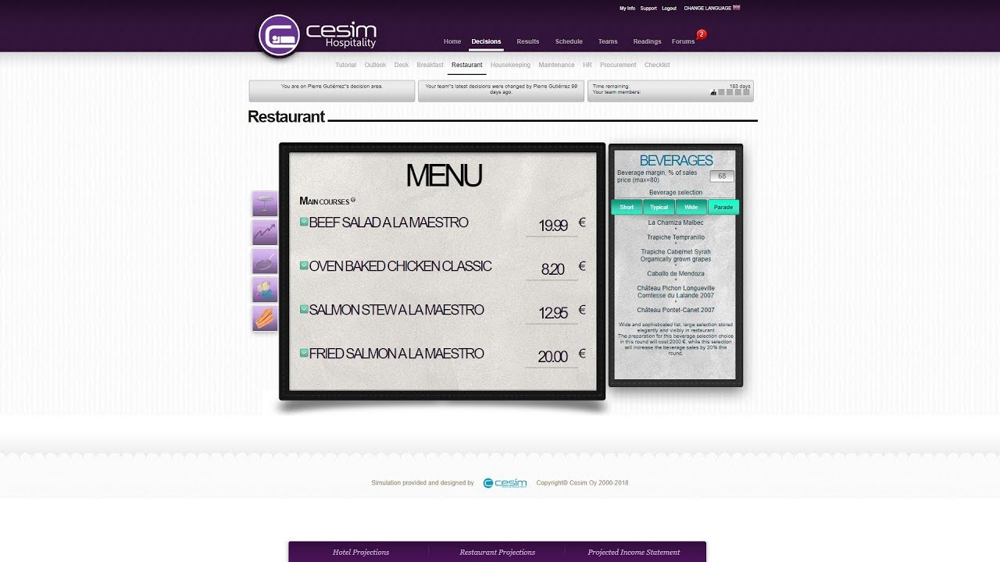 My Info Support Logout CHANGE LANGUAGE
cesim
Hospitality
Home Decisions Results Schedule Teams Readings Forums 2
Tutorial Outlook Desk Breakfast Restaurant Housekeeping Maintenance HR Procurement Checklist
You are on Pierre Gutiérrez"s decision area.
Your team"s latest decisions were changed by Pierre Gutiérrez 99
days ago.
Time remaining: 183 days
Your team members:
Restaurant
MENU
MAIN COURSES
BEEF SALAD A LA MAESTRO 19.99 €
OVEN BAKED CHICKEN CLASSIC 8.20 €
SALMON STEW A LA MAESTRO 12.95 €
FRIED SALMON A LA MAESTRO 20.00 €
BEVERAGES
Beverage margin, % of sales
price (max=80) 68
Beverage selection
Short Typical Wide Parade
La Chamiza Malbec
*
Trapiche Tempranillo
*
Trapiche Cabernet Syrah
Organically grown grapes
*
Caballo de Mendoza
*
Château Pichon Longueville
Comtesse du Lalande 2007
*
Château Pontet-Canet 2007
Wide and sophisticated list: large selection stored
elegantly and visibly in restaurant
The preparation for this beverage selection choice
in this round will cost 2000 €, while this selection
will increase the beverage sales by 20% this
round.
Simulation provided and designed by cesim Copyright© Cesim Oy 2000-2018
Hotel Projections Restaurant Projections Projected Income Statement